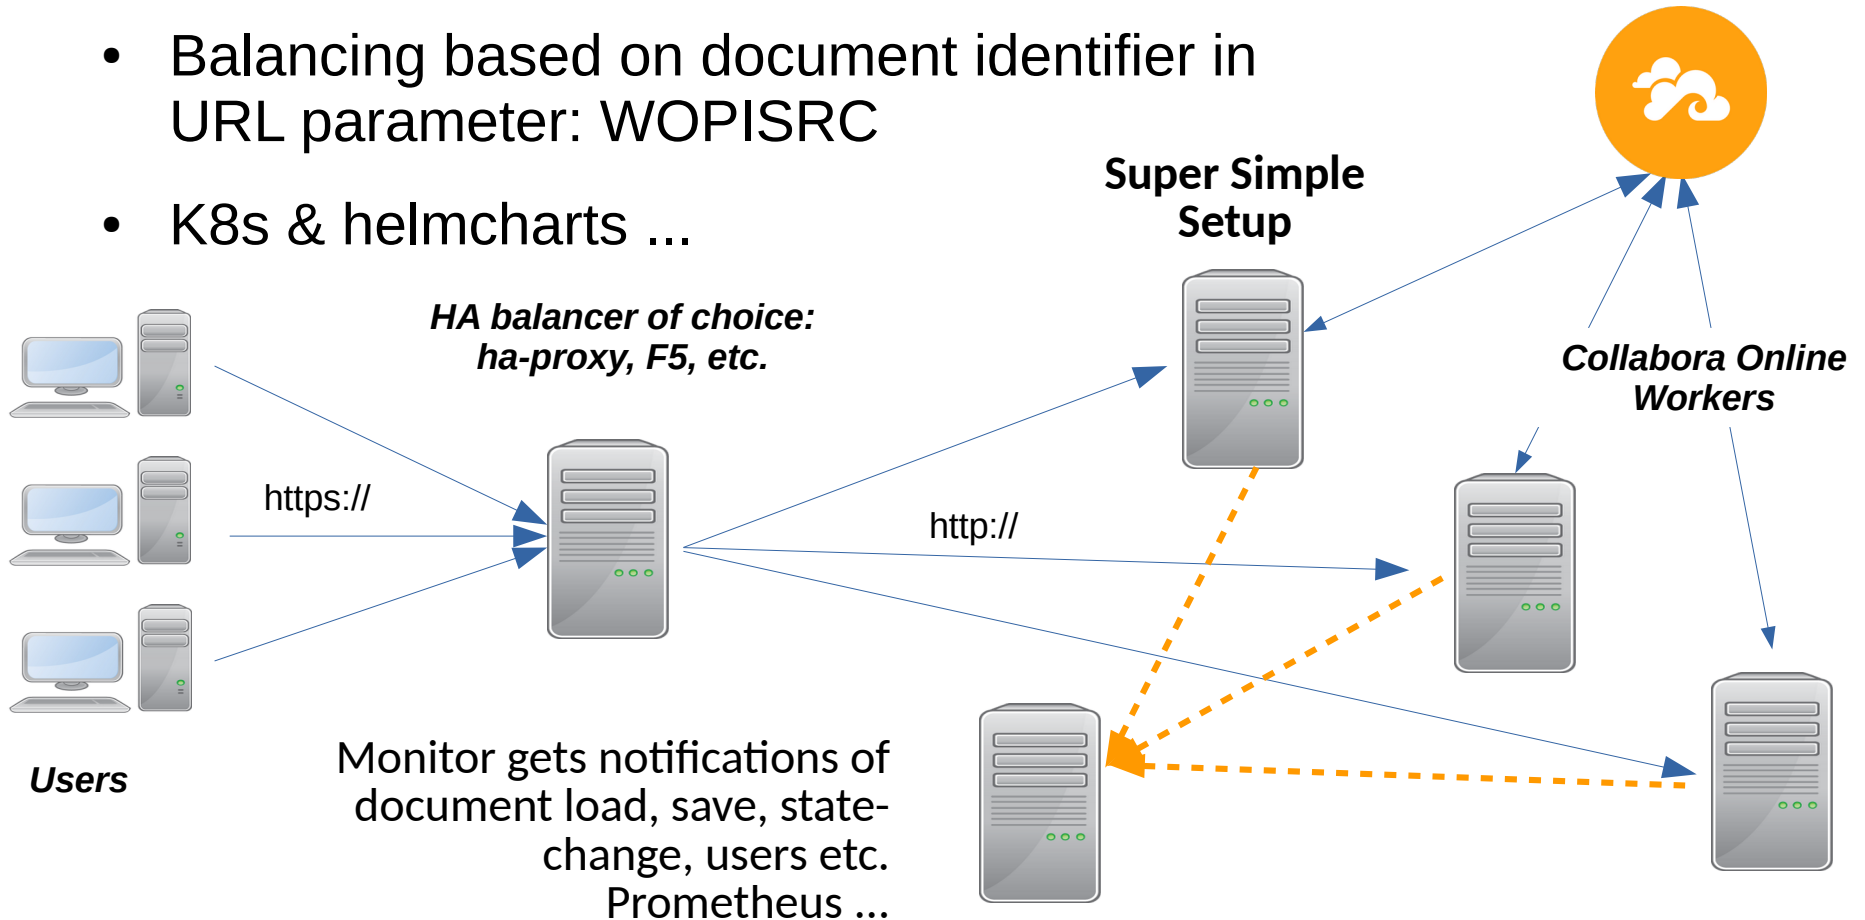 • Balancing based on document identifier in
URL parameter: WOPISRC
• K8s & helmcharts ...
Super Simple
Setup
HA balancer of choice:
ha-proxy, F5, etc.
Collabora Online
Workers
https://
http://
Users
Monitor gets notifications of
document load, save, state-
change, users etc.
Prometheus ...